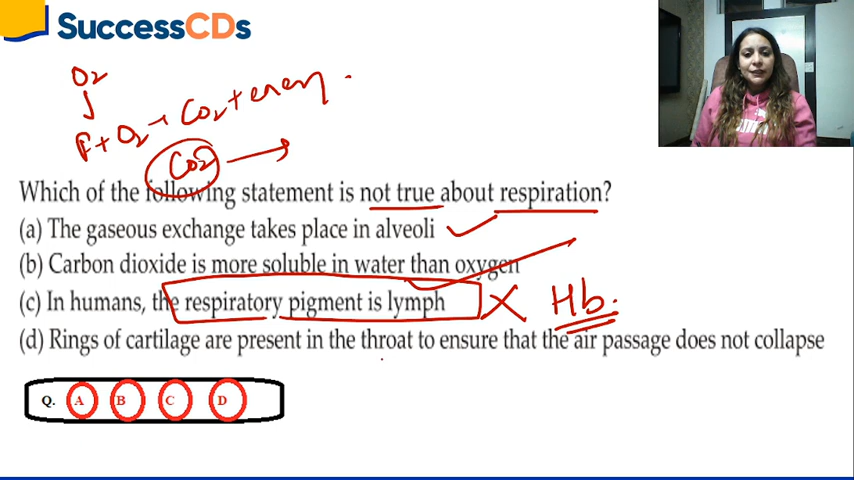 SuccessCDs
O2
F + O2 → CO2 + energy
CO2 →
Which of the following statement is not true about respiration?
(a) The gaseous exchange takes place in alveoli
(b) Carbon dioxide is more soluble in water than oxygen
(c) In humans, the respiratory pigment is lymph
Hb.
(d) Rings of cartilage are present in the throat to ensure that the air passage does not collapse
Q. A B C D